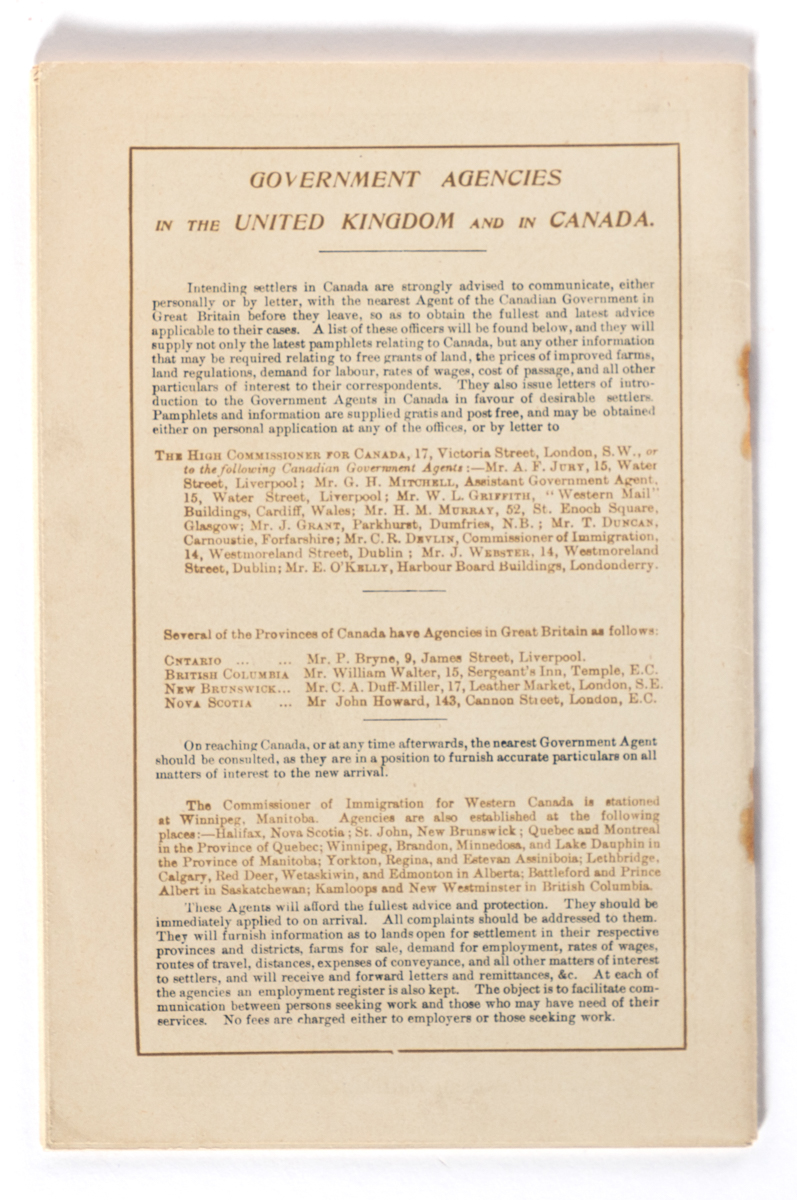 GOVERNMENT AGENCIES
IN THE UNITED KINGDOM AND IN CANADA.
Intending settlers in Canada are strongly advised to communicate, either
personally or by letter, with the nearest Agent of the Canadian Government in
Great Britain before they leave, so as to obtain the fullest and latest advice
applicable to their cases. A list of these officers will be found below, and they will
supply not only the latest pamphlets relating to Canada, but any other information
that may be required relating to free grants of land, the prices of improved farms,
land regulations, demand for labour, rates of wages, cost of passage, and all other
particulars of interest to their correspondents. They also issue letters of intro-
duction to the Government Agents in Canada in favour of desirable settlers.
Pamphlets and information are supplied gratis and post free, and may be obtained
either on personal application at any of the offices, or by letter to
THE HIGH COMMISSIONER FOR CANADA, 17, Victoria Street, London, S.W., or
to the following Canadian Government Agents:—Mr. A. F. JURY, 15, Water
Street, Liverpool; Mr. G. H. MITCHELL, Assistant Government Agent,
15, Water Street, Liverpool; Mr. W. L. GRIFFITH, "Western Mail"
Buildings, Cardiff, Wales; Mr. H. M. MURRAY, 52, St. Enoch Square,
Glasgow; Mr. J. GRANT, Parkhurst, Dumfries, N.B.; Mr. T. DUNCAN,
Carnoustie, Forfarshire; Mr. C. R. DEVLIN, Commissioner of Immigration,
14, Westmoreland Street, Dublin; Mr. J. WEBSTER, 14, Westmoreland
Street, Dublin; Mr. E. O'KELLY, Harbour Board Buildings, Londonderry.
Several of the Provinces of Canada have Agencies in Great Britain as follows:
ONTARIO ... ... Mr. P. Bryne, 9, James Street, Liverpool.
BRITISH COLUMBIA Mr. William Walter, 15, Sergeant's Inn, Temple, E.C.
NEW BRUNSWICK... Mr. C. A. Duff-Miller, 17, Leather Market, London, S.E.
NOVA SCOTIA ... Mr John Howard, 143, Cannon Street, London, E.C.
On reaching Canada, or at any time afterwards, the nearest Government Agent
should be consulted, as they are in a position to furnish accurate particulars on all
matters of interest to the new arrival.
The Commissioner of Immigration for Western Canada is stationed
at Winnipeg, Manitoba. Agencies are also established at the following
places:—Halifax, Nova Scotia; St. John, New Brunswick; Quebec and Montreal
in the Province of Quebec; Winnipeg, Brandon, Minnedosa, and Lake Dauphin in
the Province of Manitoba; Yorkton, Regina, and Estevan Assiniboia; Lethbridge,
Calgary, Red Deer, Wetaskiwin, and Edmonton in Alberta; Battleford and Prince
Albert in Saskatchewan; Kamloops and New Westminster in British Columbia.
These Agents will afford the fullest advice and protection. They should be
immediately applied to on arrival. All complaints should be addressed to them.
They will furnish information as to lands open for settlement in their respective
provinces and districts, farms for sale, demand for employment, rates of wages,
routes of travel, distances, expenses of conveyance, and all other matters of interest
to settlers, and will receive and forward letters and remittances, &c. At each of
the agencies an employment register is also kept. The object is to facilitate com-
munication between persons seeking work and those who may have need of their
services. No fees are charged either to employers or those seeking work.